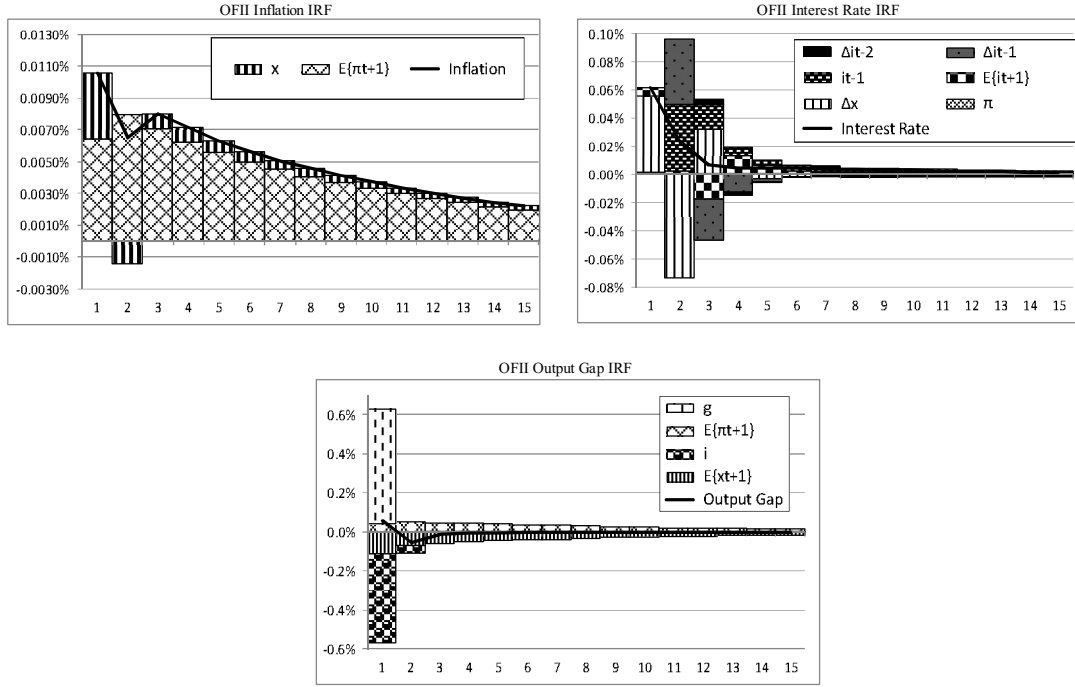 OFII Inflation IRF
0.0130%
0.0110%
0.0090%
0.0070%
0.0050%
0.0030%
0.0010%
-0.0010%
-0.0030%
x E{πt+1} Inflation
1 2 3 4 5 6 7 8 9 10 11 12 13 14 15
OFII Interest Rate IRF
0.10%
0.08%
0.06%
0.04%
0.02%
0.00%
-0.02%
-0.04%
-0.06%
-0.08%
Δit-2 Δit-1
it-1 E{it+1}
Δx π
Interest Rate
1 2 3 4 5 6 7 8 9 10 11 12 13 14 15
OFII Output Gap IRF
0.6%
0.4%
0.2%
0.0%
-0.2%
-0.4%
-0.6%
g
E{πt+1}
i
E{xt+1}
Output Gap
1 2 3 4 5 6 7 8 9 10 11 12 13 14 15